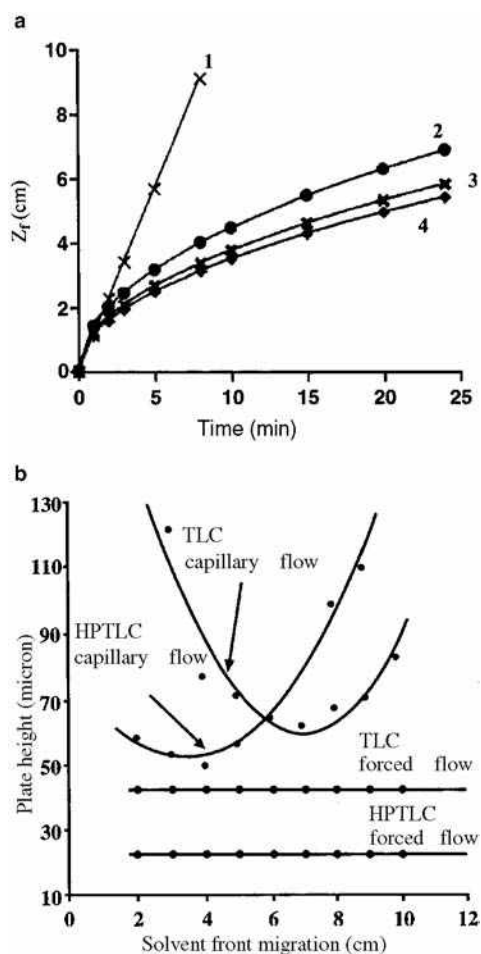 a
10
8
6
4
2
0
Z_f (cm)
1
2
3
4
0 5 10 15 20 25
Time (min)
b
130
110
90
70
50
30
10
Plate height (micron)
TLC
capillary flow
HPTLC
capillary flow
TLC
forced flow
HPTLC
forced flow
0 2 4 6 8 10 12
Solvent front migration (cm)